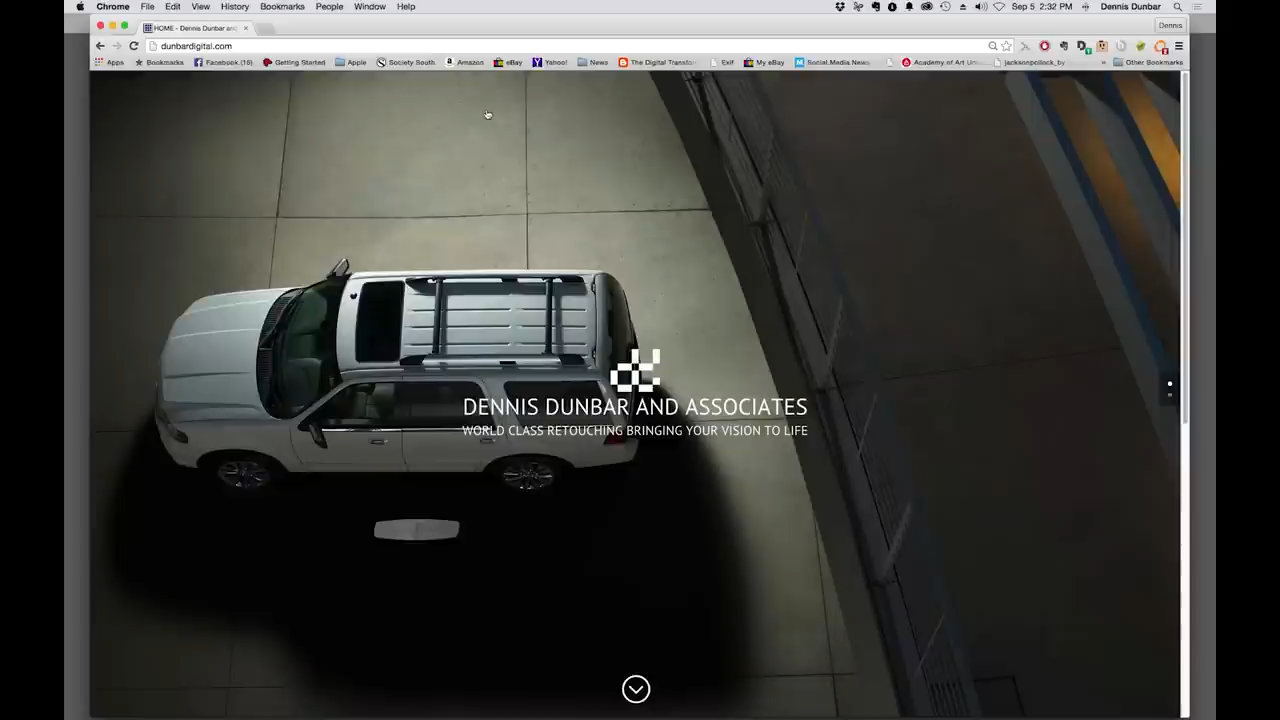 Chrome File Edit View History Bookmarks People Window Help
Sep 5 2:32 PM Dennis Dunbar
HOME - Dennis Dunbar and
Dennis
dunbardigital.com
Apps Bookmarks Facebook (16) Getting Started Apple Society South Amazon eBay Yahoo! News The Digital Transfor Exif My eBay Social Media News Academy of Art Uni... jacksonpollock_by » Other Bookmarks
DENNIS DUNBAR AND ASSOCIATES
WORLD CLASS RETOUCHING BRINGING YOUR VISION TO LIFE